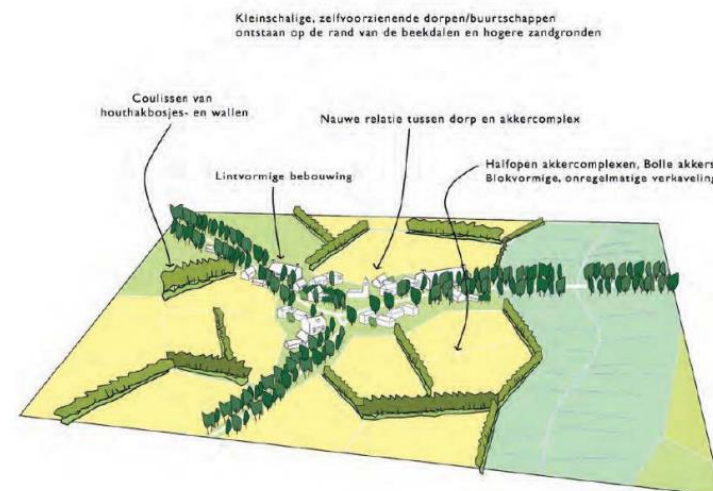 Kleinschalige, zelfvoorzienende dorpen/buurtschappen
ontstaan op de rand van de beekdalen en hogere zandgronden
Coulissen van
houthakbosjes- en wallen
Nauwe relatie tussen dorp en akkercomplex
Lintvormige bebouwing
Halfopen akkercomplexen, Bolle akkers
Blokvormige, onregelmatige verkaveling